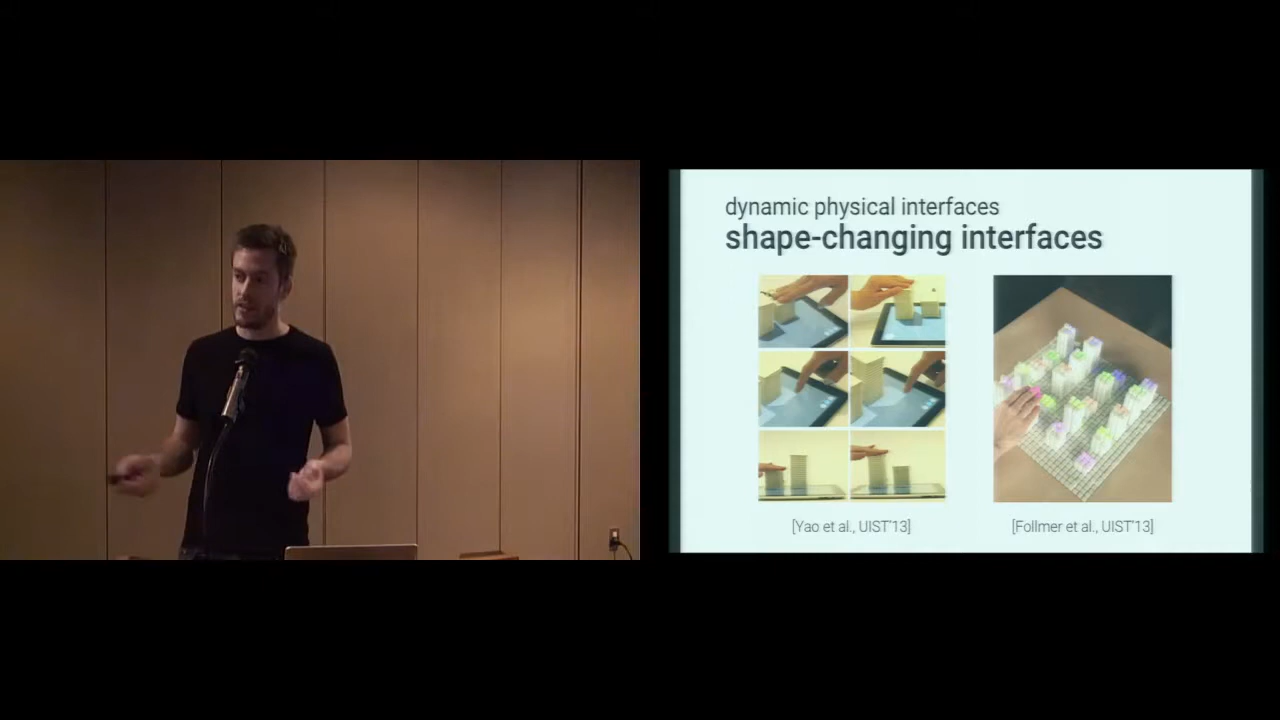 dynamic physical interfaces
shape-changing interfaces
[Yao et al., UIST'13]
[Follmer et al., UIST'13]